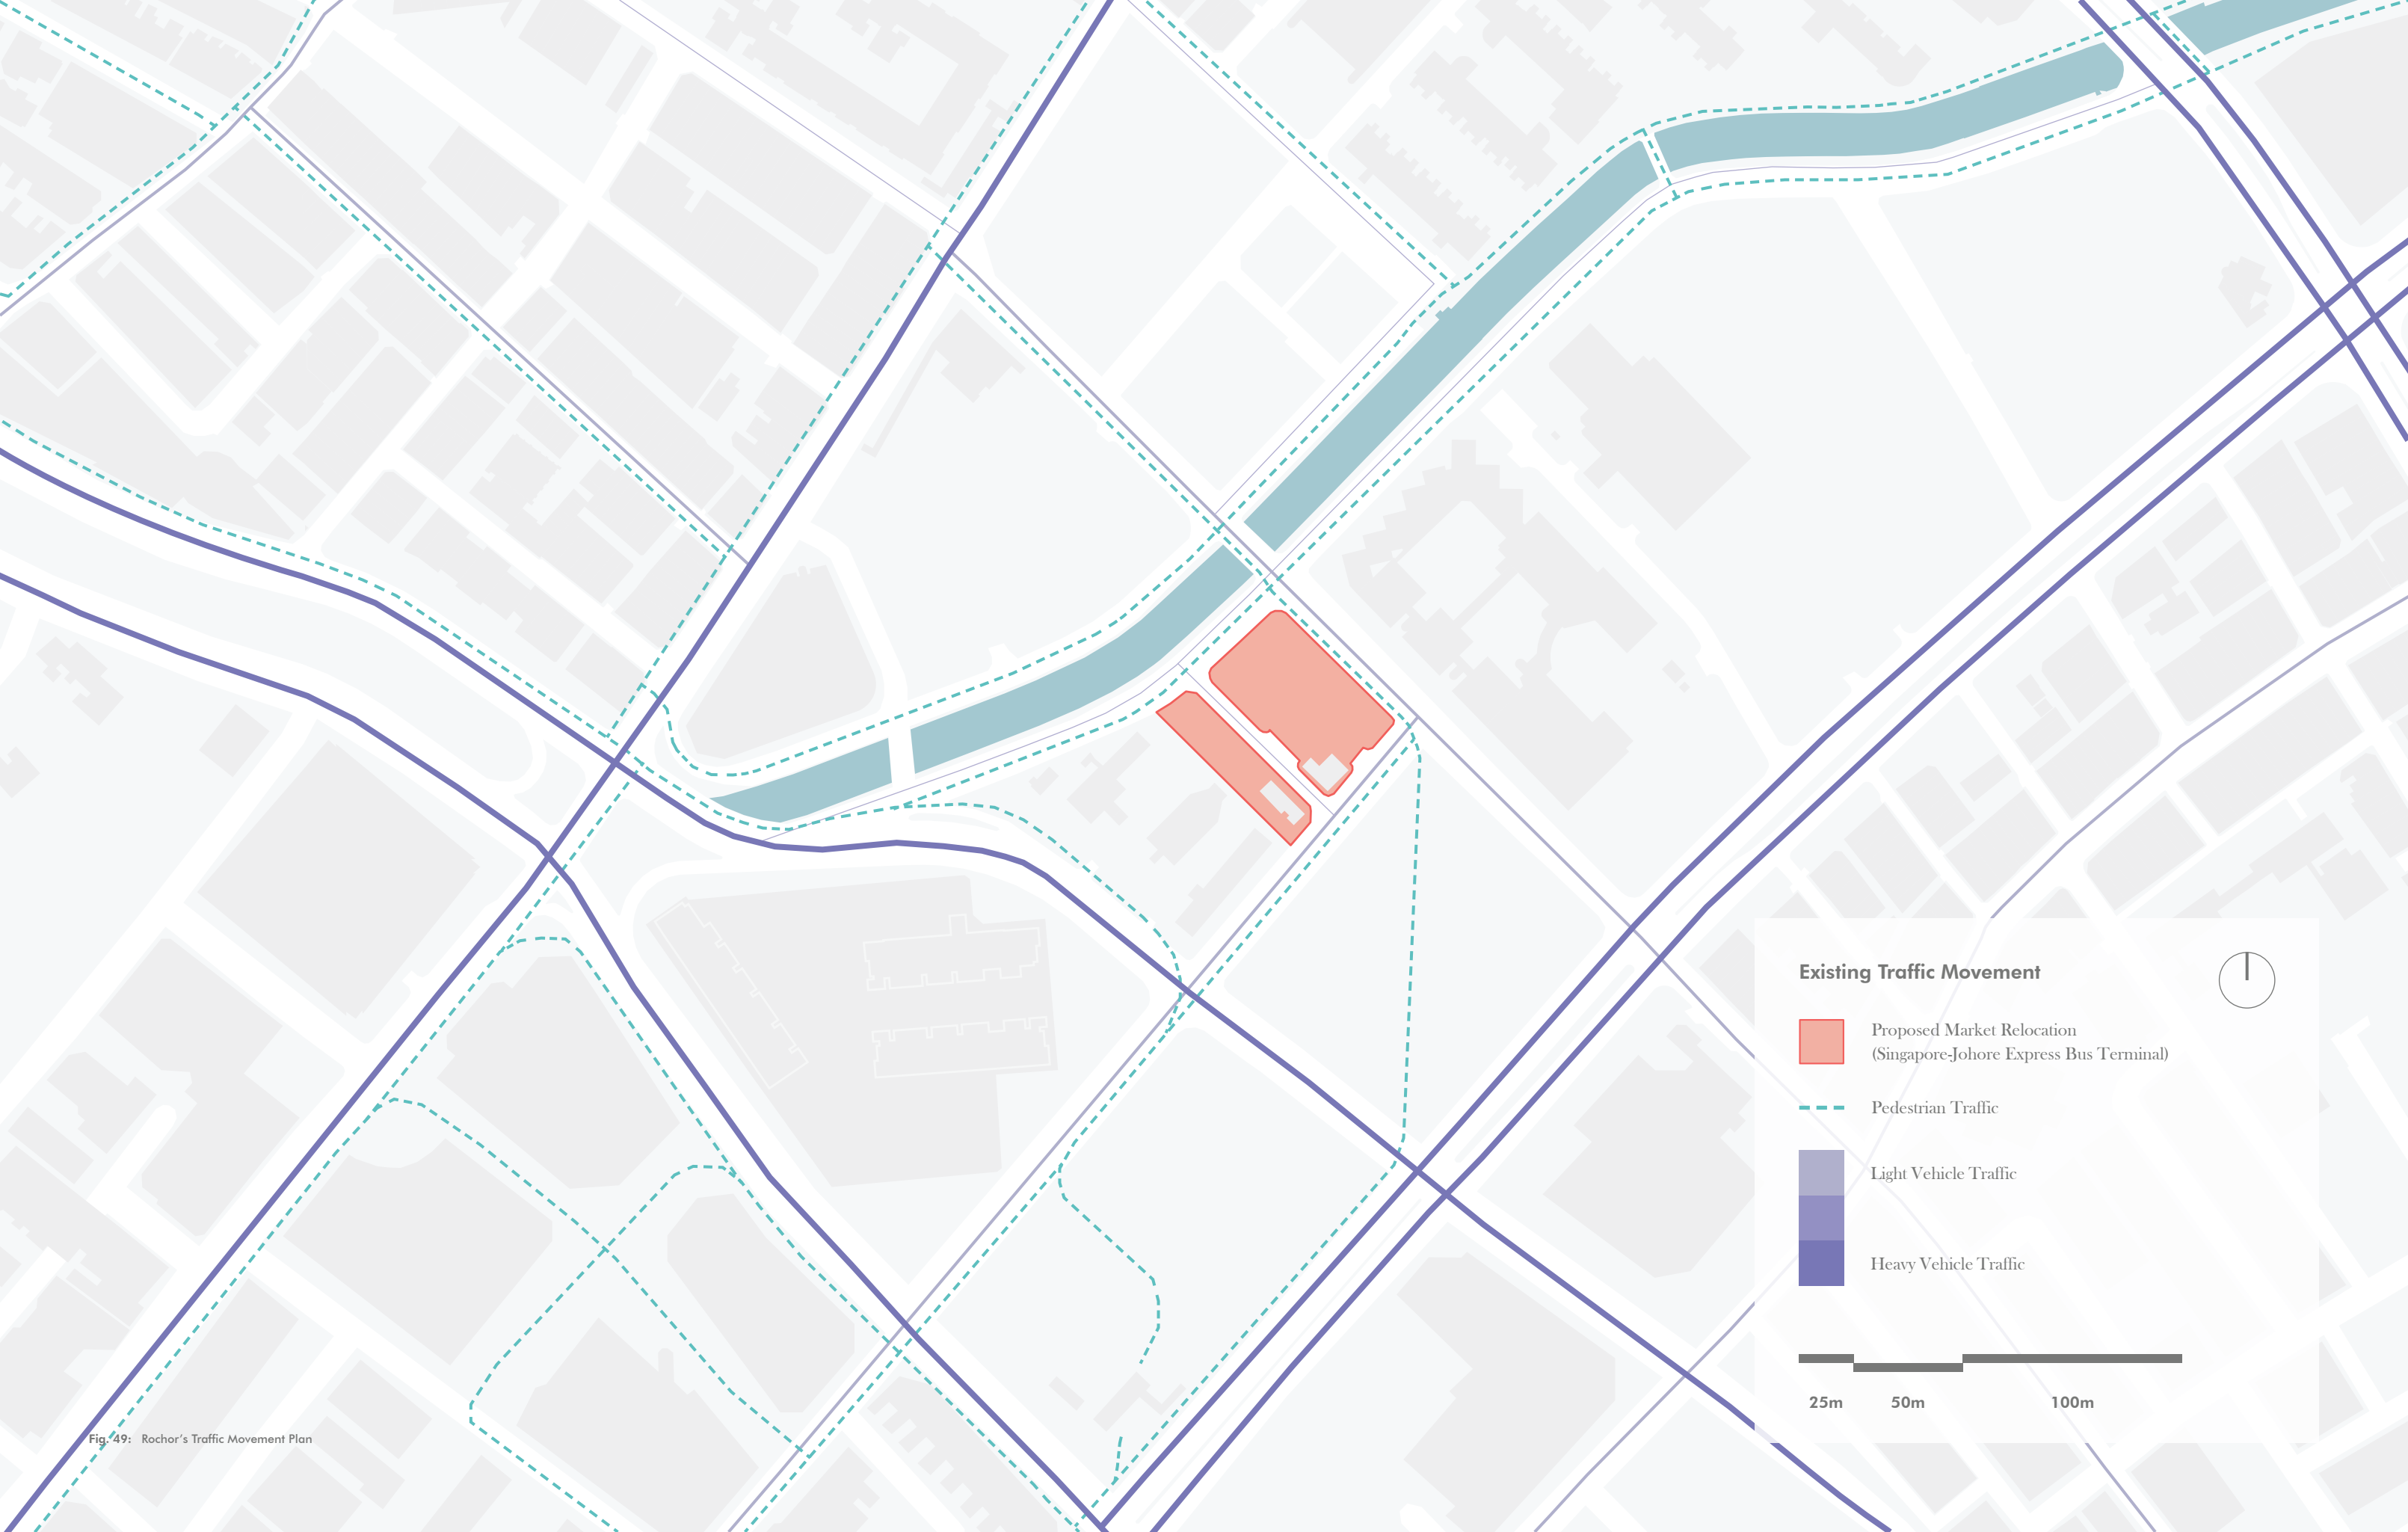 Existing Traffic Movement
Proposed Market Relocation
(Singapore-Johore Express Bus Terminal)
Pedestrian Traffic
Light Vehicle Traffic
Heavy Vehicle Traffic
25m 50m 100m
Fig. 49: Rochor's Traffic Movement Plan